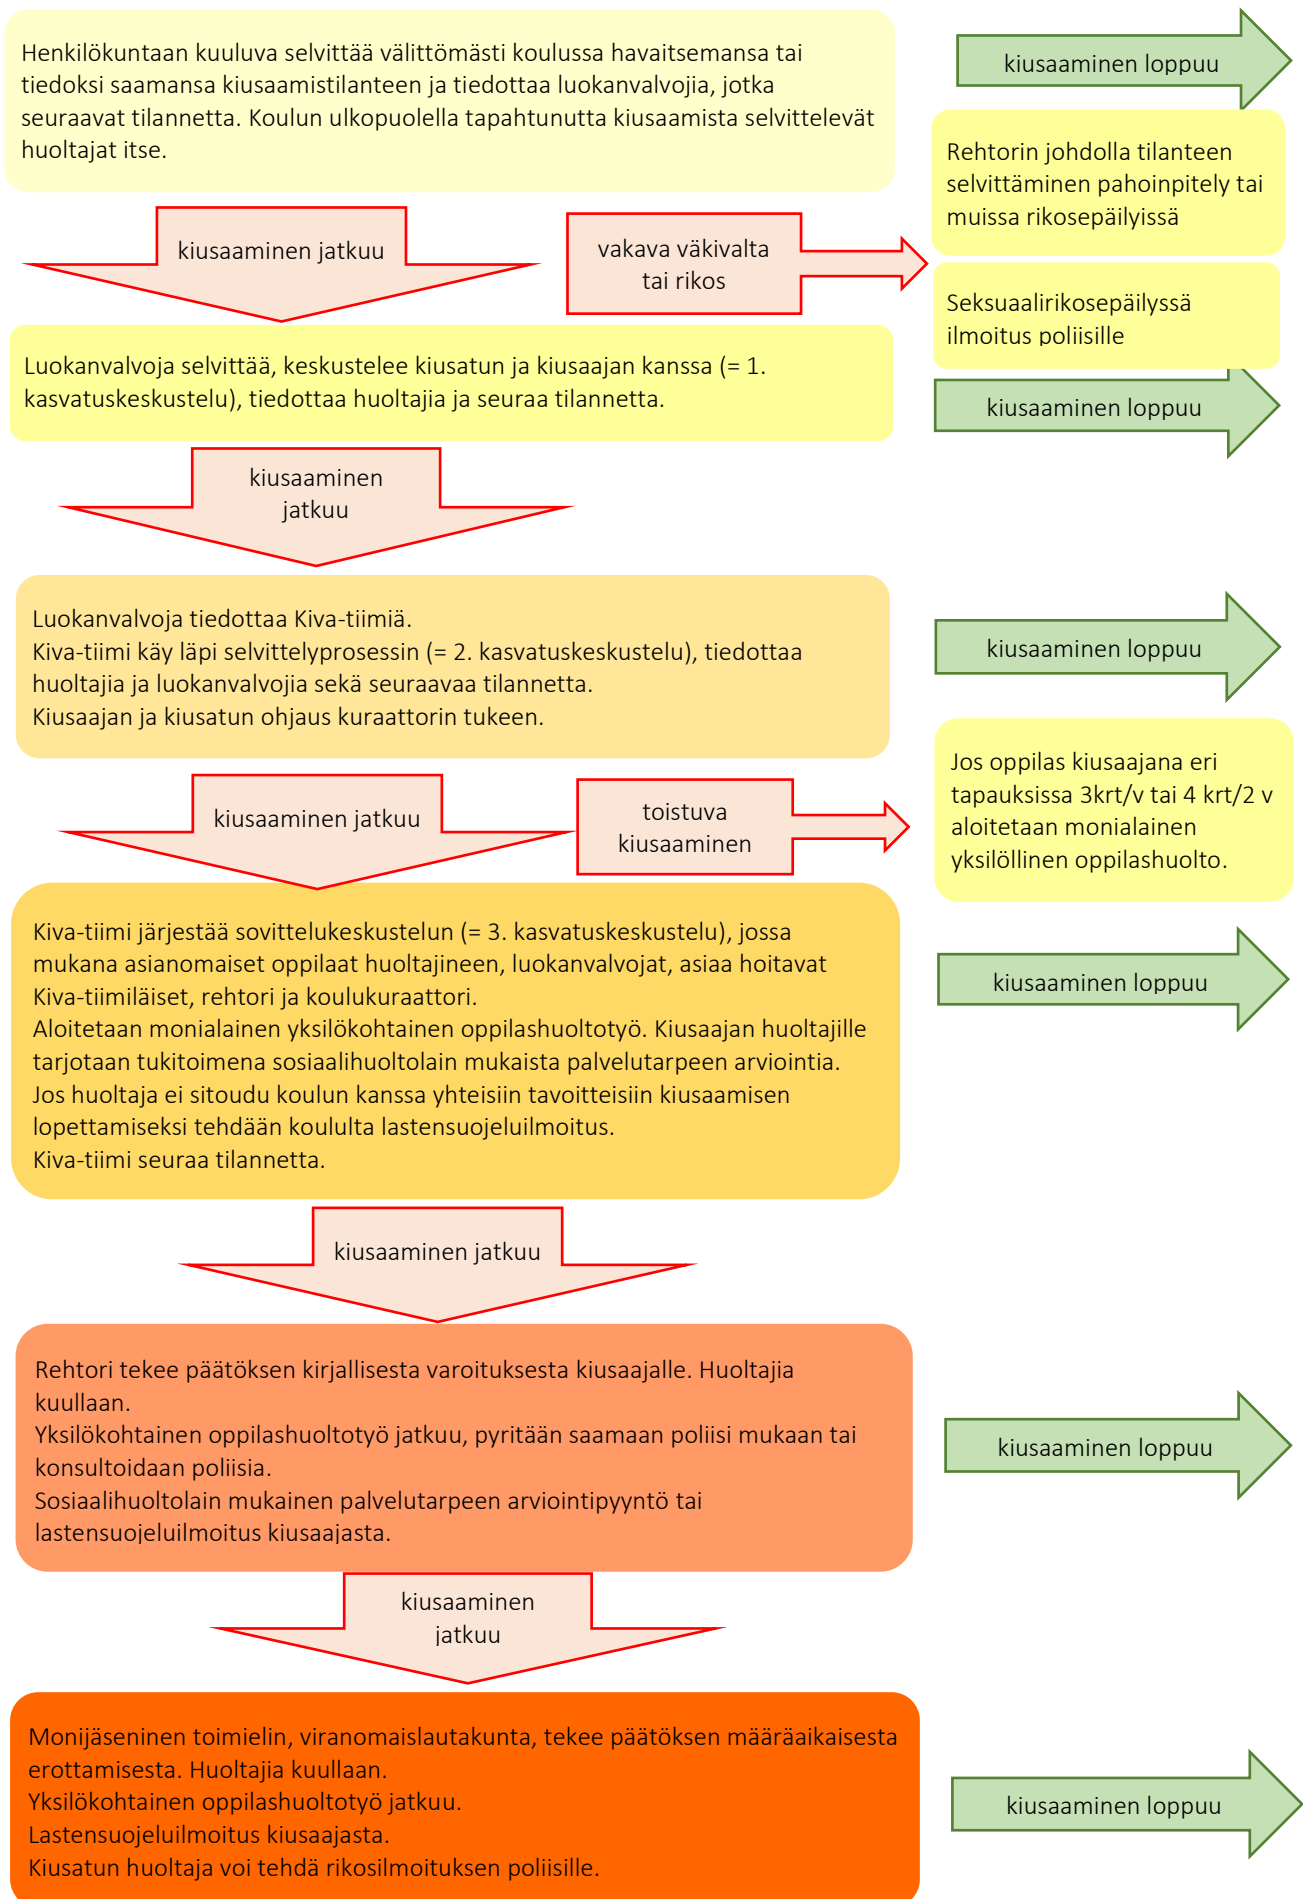 Henkilökuntaan kuuluva selvittää välittömästi koulussa havaitsemansa tai
tiedoksi saamansa kiusaamistilanteen ja tiedottaa luokanvalvojia, jotka
seuraavat tilannetta. Koulun ulkopuolella tapahtunutta kiusaamista selvittelevät
huoltajat itse.
kiusaaminen loppuu
Rehtorin johdolla tilanteen
selvittäminen pahoinpitely tai
muissa rikosepäilyissä
kiusaaminen jatkuu
vakava väkivalta
tai rikos
Seksuaalirikosepäilyssä
ilmoitus poliisille
Luokanvalvoja selvittää, keskustelee kiusatun ja kiusaajan kanssa (= 1.
kasvatuskeskustelu), tiedottaa huoltajia ja seuraa tilannetta.
kiusaaminen loppuu
kiusaaminen
jatkuu
Luokanvalvoja tiedottaa Kiva-tiimiä.
Kiva-tiimi käy läpi selvittelyprosessin (= 2. kasvatuskeskustelu), tiedottaa
huoltajia ja luokanvalvojia sekä seuraavaa tilannetta.
Kiusaajan ja kiusatun ohjaus kuraattorin tukeen.
kiusaaminen loppuu
kiusaaminen jatkuu
toistuva
kiusaaminen
Jos oppilas kiusaajana eri
tapauksissa 3krt/v tai 4 krt/2 v
aloitetaan monialainen
yksilöllinen oppilashuolto.
Kiva-tiimi järjestää sovittelukeskustelun (= 3. kasvatuskeskustelu), jossa
mukana asianomaiset oppilaat huoltajineen, luokanvalvojat, asiaa hoitavat
Kiva-tiimiläiset, rehtori ja koulukuraattori.
Aloitetaan monialainen yksilökohtainen oppilashuoltotyö. Kiusaajan huoltajille
tarjotaan tukitoimena sosiaalihuoltolain mukaista palvelutarpeen arviointia.
Jos huoltaja ei sitoudu koulun kanssa yhteisiin tavoitteisiin kiusaamisen
lopettamiseksi tehdään koululta lastensuojeluilmoitus.
Kiva-tiimi seuraa tilannetta.
kiusaaminen loppuu
kiusaaminen jatkuu
Rehtori tekee päätöksen kirjallisesta varoituksesta kiusaajalle. Huoltajia
kuullaan.
Yksilökohtainen oppilashuoltotyö jatkuu, pyritään saamaan poliisi mukaan tai
konsultoidaan poliisia.
Sosiaalihuoltolain mukainen palvelutarpeen arviointipyyntö tai
lastensuojeluilmoitus kiusaajasta.
kiusaaminen loppuu
kiusaaminen
jatkuu
Monijäseninen toimielin, viranomaislautakunta, tekee päätöksen määräaikaisesta
erottamisesta. Huoltajia kuullaan.
Yksilökohtainen oppilashuoltotyö jatkuu.
Lastensuojeluilmoitus kiusaajasta.
Kiusatun huoltaja voi tehdä rikosilmoituksen poliisille.
kiusaaminen loppuu